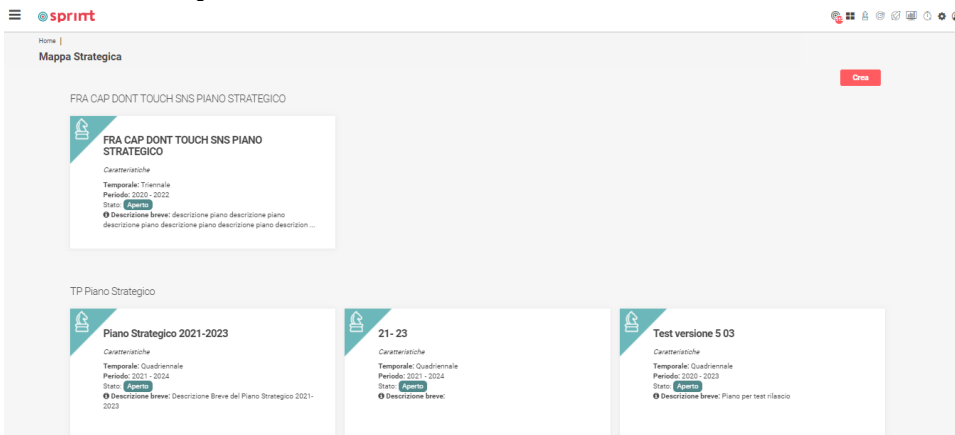 sprint
Home |
Mappa Strategica
Crea
FRA CAP DONT TOUCH SNS PIANO STRATEGICO
FRA CAP DONT TOUCH SNS PIANO
STRATEGICO
Caratteristiche
Temporale: Triennale
Periodo: 2020 - 2022
Stato: Aperto
Descrizione breve: descrizione piano descrizione piano
descrizione piano descrizione piano descrizione piano descrizion ...
TP Piano Strategico
Piano Strategico 2021-2023
Caratteristiche
Temporale: Quadriennale
Periodo: 2021 - 2024
Stato: Aperto
Descrizione breve: Descrizione Breve del Piano Strategico 2021-
2023
21- 23
Caratteristiche
Temporale: Quadriennale
Periodo: 2021 - 2024
Stato: Aperto
Descrizione breve:
Test versione 5 03
Caratteristiche
Temporale: Quadriennale
Periodo: 2020 - 2023
Stato: Aperto
Descrizione breve: Piano per test rilascio